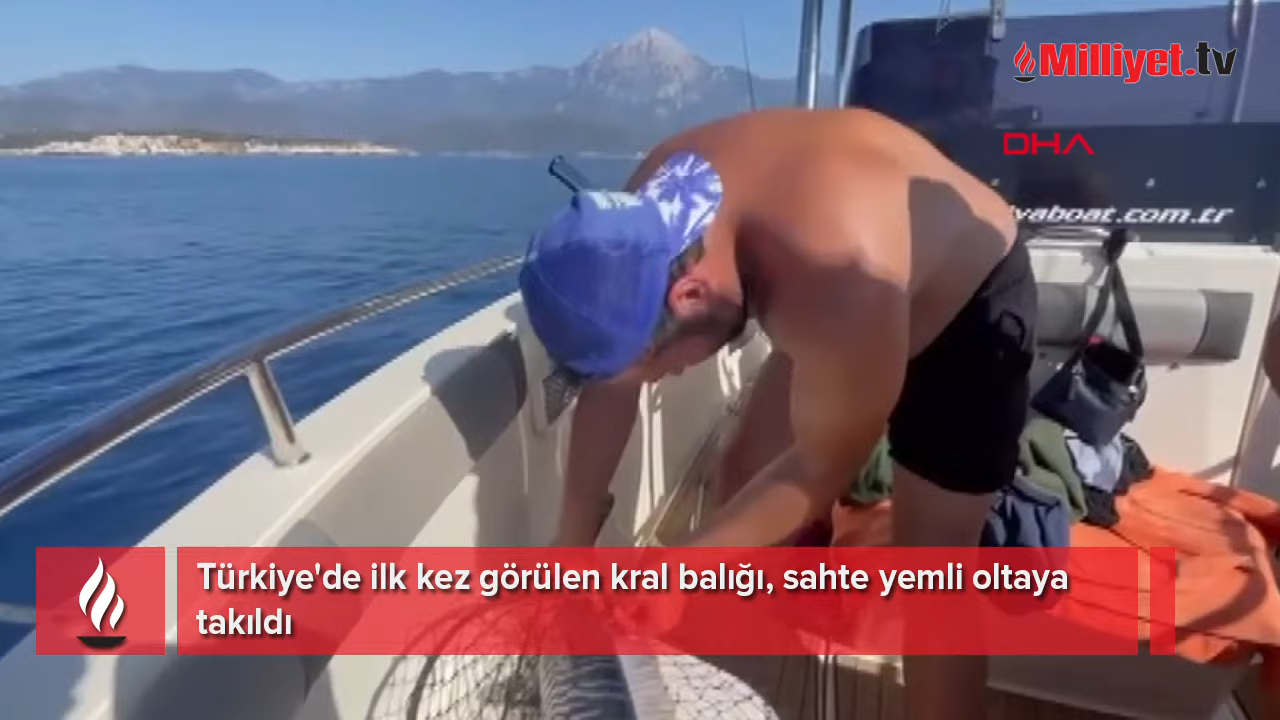 Milliyet.tv
DHA
vaboat.com.tr
Türkiye'de ilk kez görülen kral balığı, sahte yemli oltaya
takıldı